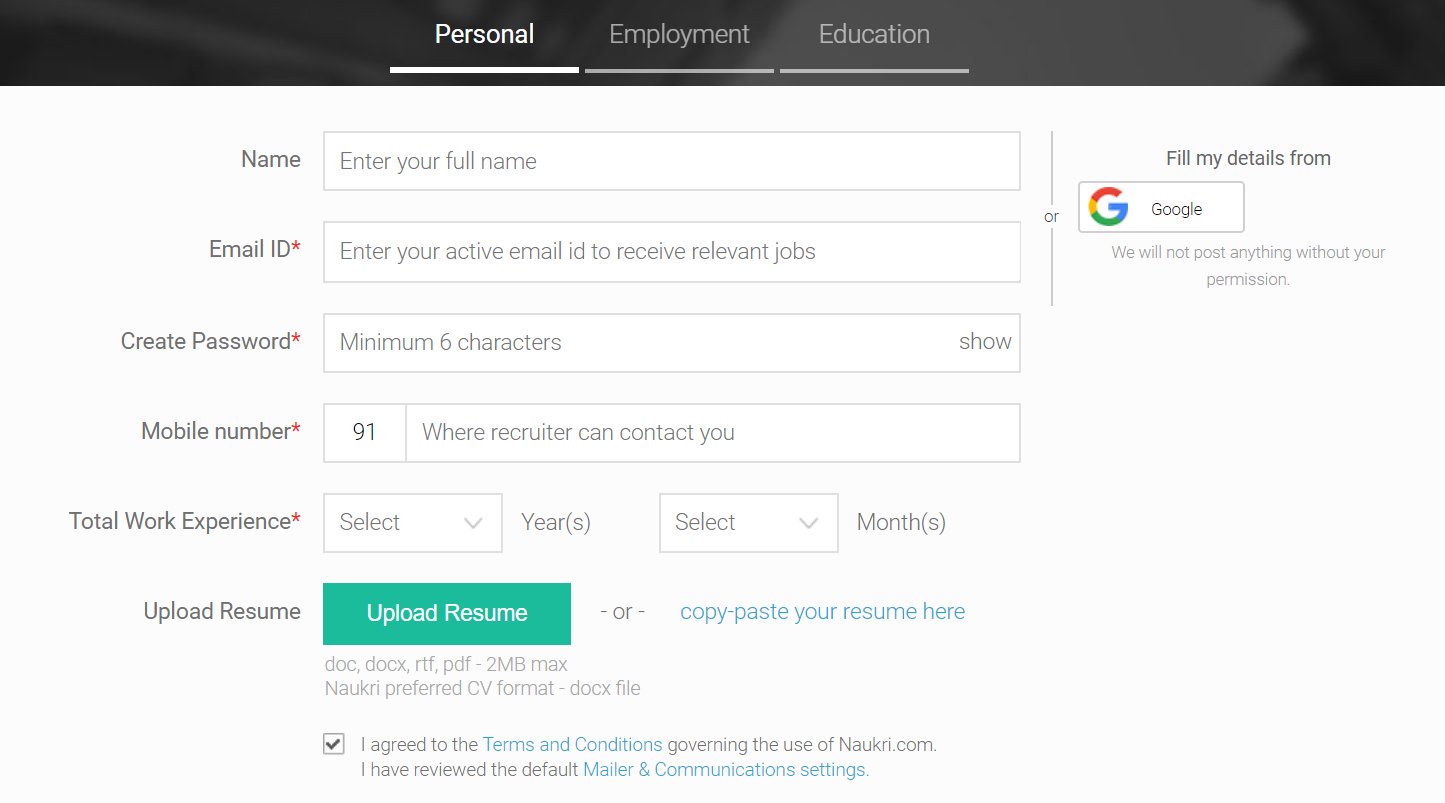 Personal Employment Education
Name Enter your full name
Fill my details from
or Google
Email ID* Enter your active email id to receive relevant jobs
We will not post anything without your
permission.
Create Password* Minimum 6 characters show
Mobile number* 91 Where recruiter can contact you
Total Work Experience* Select Year(s) Select Month(s)
Upload Resume Upload Resume - or - copy-paste your resume here
doc, docx, rtf, pdf - 2MB max
Naukri preferred CV format - docx file
I agreed to the Terms and Conditions governing the use of Naukri.com.
I have reviewed the default Mailer & Communications settings.